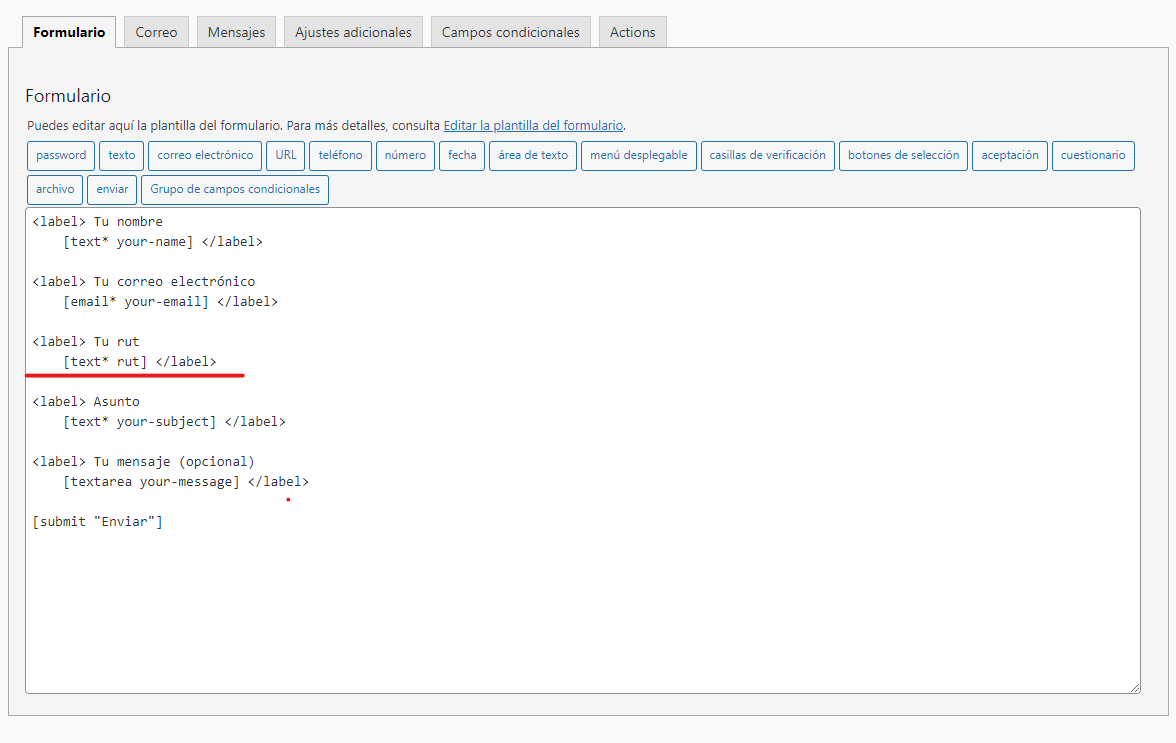 Formulario Correo Mensajes Ajustes adicionales Campos condicionales Actions
Formulario
Puedes editar aquí la plantilla del formulario. Para más detalles, consulta Editar la plantilla del formulario.
password texto correo electrónico URL teléfono número fecha área de texto menú desplegable casillas de verificación botones de selección aceptación cuestionario
archivo enviar Grupo de campos condicionales
<label> Tu nombre
    [text* your-name] </label>
<label> Tu correo electrónico
    [email* your-email] </label>
<label> Tu rut
    [text* rut] </label>
<label> Asunto
    [text* your-subject] </label>
<label> Tu mensaje (opcional)
    [textarea your-message] </label>
[submit "Enviar"]